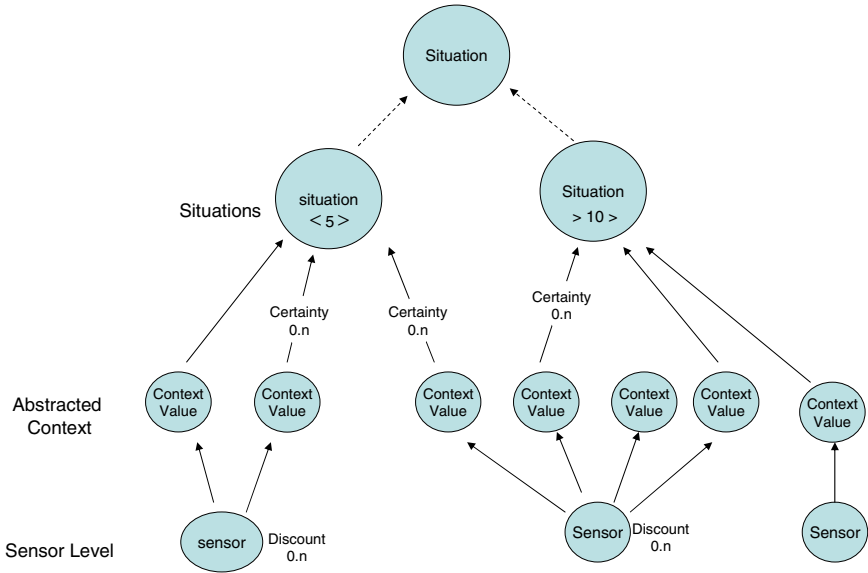 Situation
Situations
situation
< 5 >
Situation
> 10 >
Certainty
0.n
Certainty
0.n
Certainty
0.n
Abstracted
Context
Context
Value
Context
Value
Context
Value
Context
Value
Context
Value
Context
Value
Context
Value
Sensor Level
sensor
Discount
0.n
Sensor
Discount
0.n
Sensor